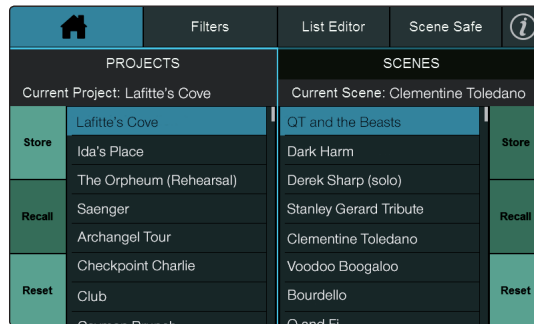 Filters
List Editor
Scene Safe
i
PROJECTS
SCENES
Current Project: Lafitte's Cove
Current Scene: Clementine Toledano
Store
Recall
Reset
Lafitte's Cove
Ida's Place
The Orpheum (Rehearsal)
Saenger
Archangel Tour
Checkpoint Charlie
Club
QT and the Beasts
Dark Harm
Derek Sharp (solo)
Stanley Gerard Tribute
Clementine Toledano
Voodoo Boogaloo
Bourdello
Store
Recall
Reset